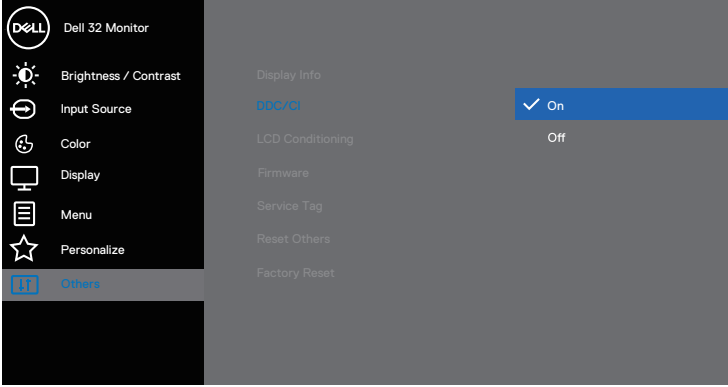 DELL
Dell 32 Monitor
Brightness / Contrast
Input Source
Color
Display
Menu
Personalize
Others
Display Info
DDC/CI
LCD Conditioning
Firmware
Service Tag
Reset Others
Factory Reset
On
Off